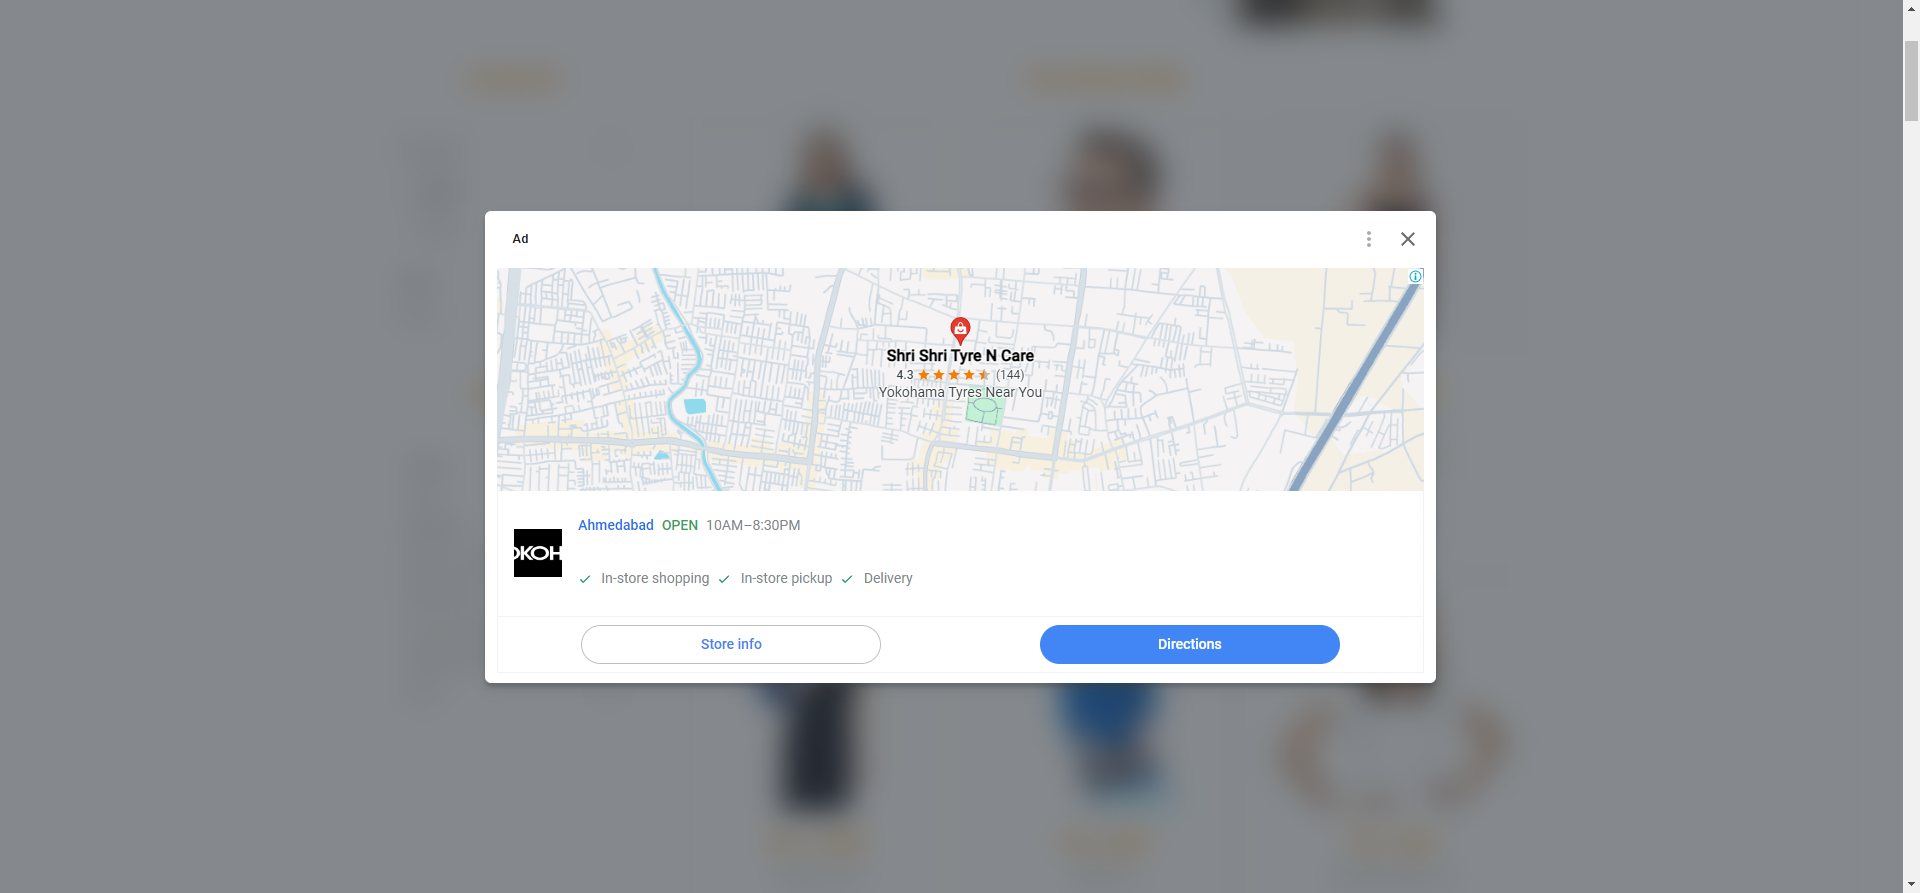 Ad
Shri Shri Tyre N Care
4.3 (144)
Yokohama Tyres Near You
OKOH
Ahmedabad OPEN 10AM–8:30PM
In-store shopping In-store pickup Delivery
Store info
Directions